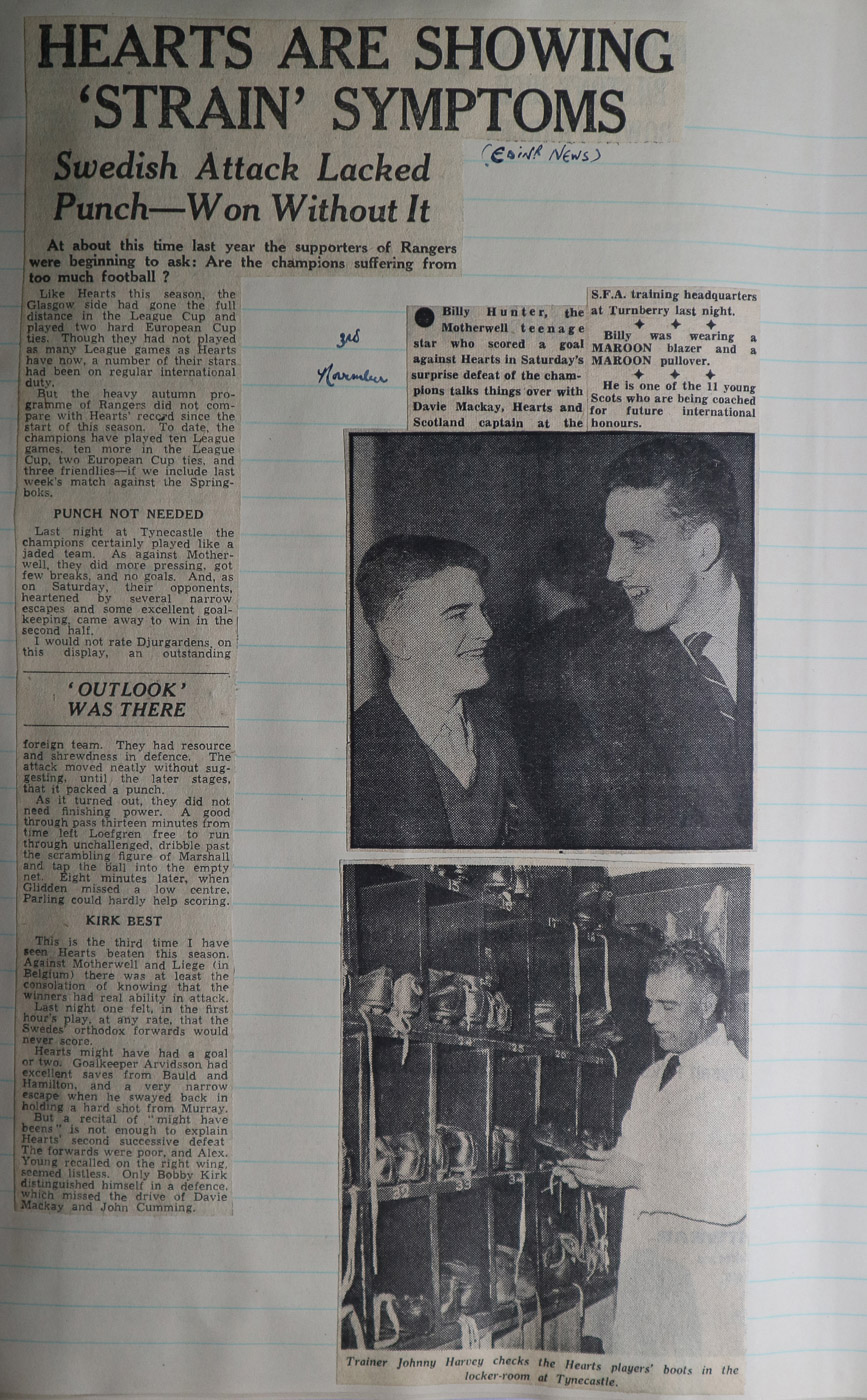 HEARTS ARE SHOWING
‘STRAIN’ SYMPTOMS
Swedish Attack Lacked
Punch—Won Without It
(EDINR NEWS)
At about this time last year the supporters of Rangers
were beginning to ask: Are the champions suffering from
too much football ?
Like Hearts this season, the
Glasgow side had gone the full
distance in the League Cup and
played two hard European Cup
ties. Though they had not played
as many League games as Hearts
have now, a number of their stars
had been on regular international
duty.
But the heavy autumn pro-
gramme of Rangers did not com-
pare with Hearts' record since the
start of this season. To date, the
champions have played ten League
games, ten more in the League
Cup, two European Cup ties, and
three friendlies—if we include last
week's match against the Spring-
boks.
PUNCH NOT NEEDED
Last night at Tynecastle the
champions certainly played like a
jaded team. As against Mother-
well, they did more pressing, got
few breaks, and no goals. And, as
on Saturday, their opponents,
heartened by several narrow
escapes and some excellent goal-
keeping, came away to win in the
second half.
I would not rate Djurgardens, on
this display, an outstanding
‘OUTLOOK’
WAS THERE
foreign team. They had resource
and shrewdness in defence. The
attack moved neatly without sug-
gesting, until the later stages,
that it packed a punch.
As it turned out, they did not
need finishing power. A good
through pass thirteen minutes from
time left Loefgren free to run
through unchallenged, dribble past
the scrambling figure of Marshall
and tap the ball into the empty
net. Eight minutes later, when
Glidden missed a low centre,
Parling could hardly help scoring.
KIRK BEST
This is the third time I have
seen Hearts beaten this season.
Against Motherwell and Liege (in
Belgium) there was at least the
consolation of knowing that the
winners had real ability in attack.
Last night one felt, in the first
hour's play, at any rate, that the
Swedes' orthodox forwards would
never score.
Hearts might have had a goal
or two. Goalkeeper Arvidsson had
excellent saves from Bauld and
Hamilton, and a very narrow
escape when he swayed back in
holding a hard shot from Murray.
But a recital of "might have
beens" is not enough to explain
Hearts' second successive defeat
The forwards were poor, and Alex.
Young recalled on the right wing,
seemed listless. Only Bobby Kirk
distinguished himself in a defence,
which missed the drive of Davie
Mackay and John Cumming.
3rd
November
Billy Hunter, the
Motherwell teenage
star who scored a goal
against Hearts in Saturday's
surprise defeat of the cham-
pions talks things over with
Davie Mackay, Hearts and
Scotland captain at the
S.F.A. training headquarters
at Turnberry last night.
Billy was wearing a
MAROON blazer and a
MAROON pullover.
He is one of the 11 young
Scots who are being coached
for future international
honours.
15
16
17
18
24
25
26
27
32
33
34
Trainer Johnny Harvey checks the Hearts players' boots in the
locker-room at Tynecastle.